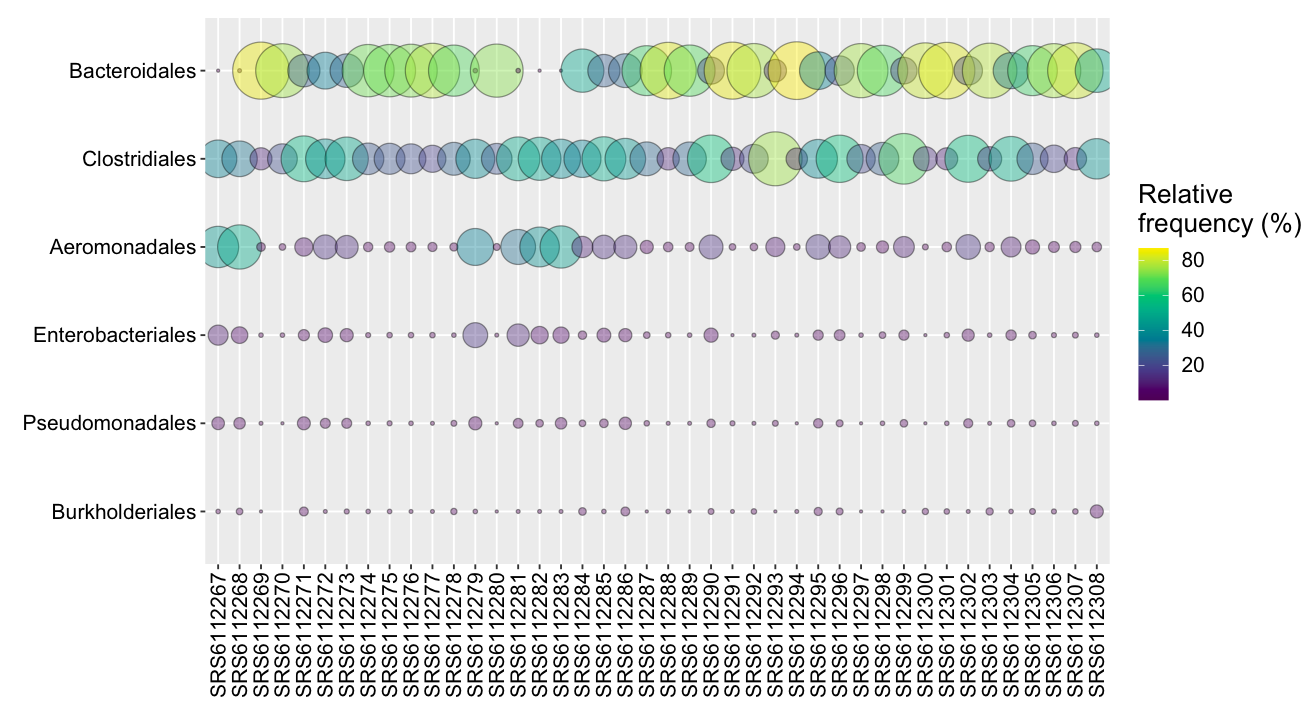 Bacteroidales
Clostridiales
Aeromonadales
Enterobacteriales
Pseudomonadales
Burkholderiales
SRS6112267
SRS6112268
SRS6112269
SRS6112270
SRS6112271
SRS6112272
SRS6112273
SRS6112274
SRS6112275
SRS6112276
SRS6112277
SRS6112278
SRS6112279
SRS6112280
SRS6112281
SRS6112282
SRS6112283
SRS6112284
SRS6112285
SRS6112286
SRS6112287
SRS6112288
SRS6112289
SRS6112290
SRS6112291
SRS6112292
SRS6112293
SRS6112294
SRS6112295
SRS6112296
SRS6112297
SRS6112298
SRS6112299
SRS6112300
SRS6112301
SRS6112302
SRS6112303
SRS6112304
SRS6112305
SRS6112306
SRS6112307
SRS6112308
Relative
frequency (%)
80
60
40
20